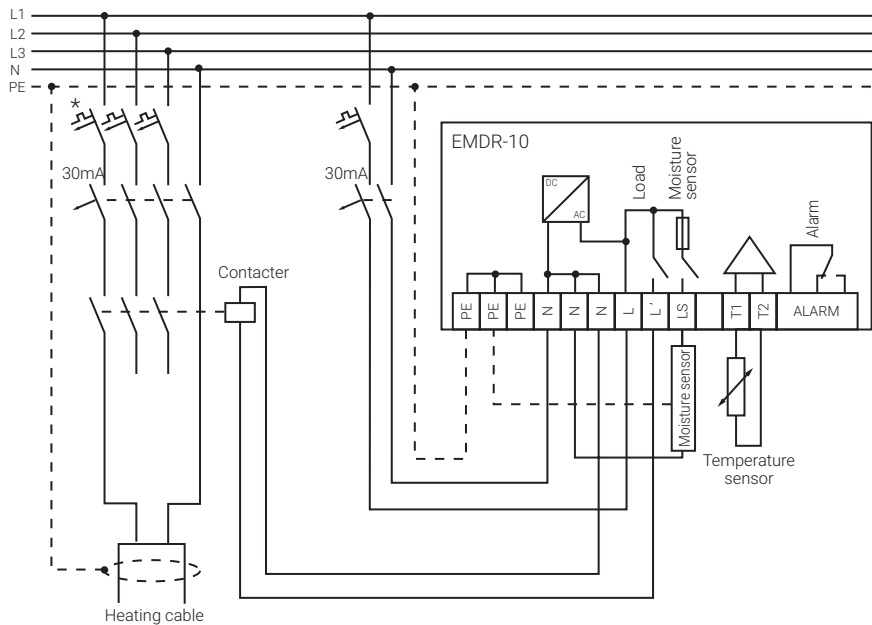 L1
L2
L3
N
PE
*
30mA
30mA
EMDR-10
DC
AC
Load
Moisture
sensor
Alarm
Contacter
PE
PE
PE
N
N
N
L
L'
LS
T1
T2
ALARM
Moisture sensor
Temperature
sensor
Heating cable